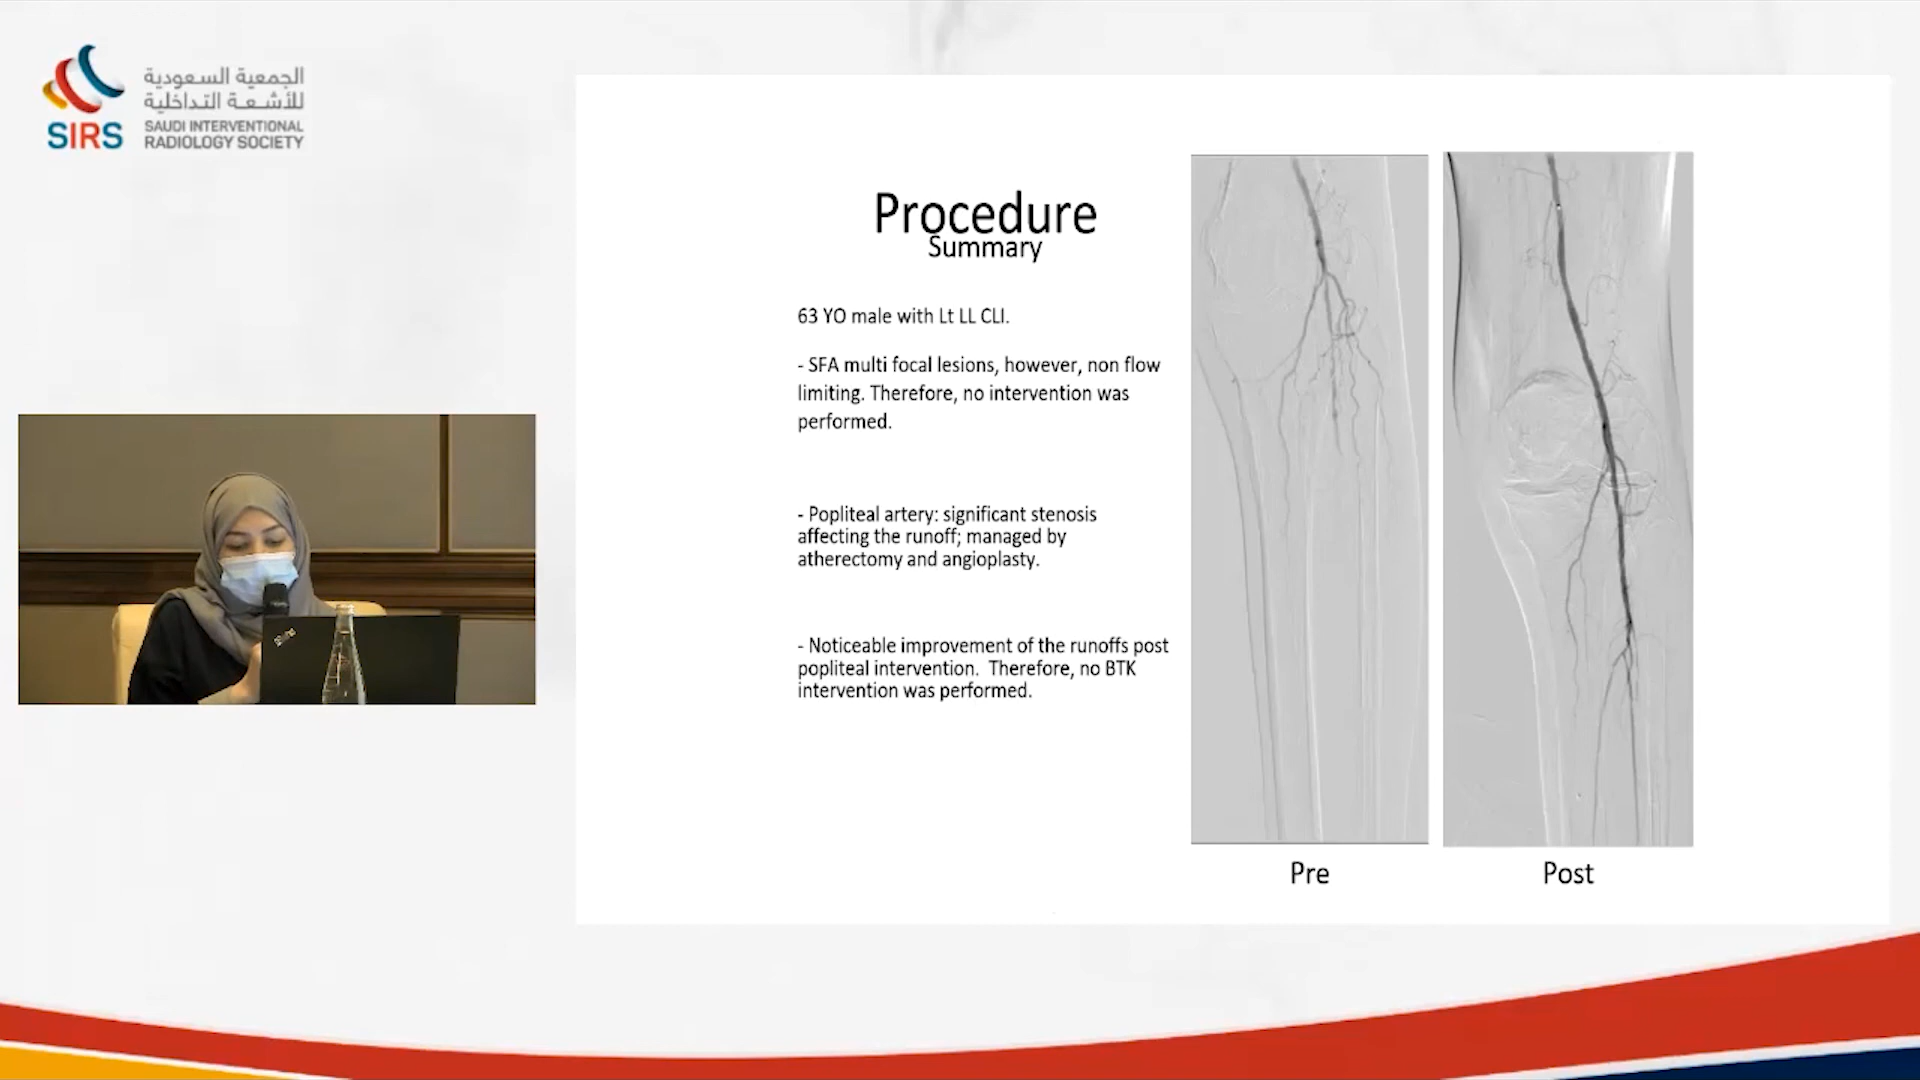 الجمعية السعودية
للأشعة التداخلية
SIRS
SAUDI INTERVENTIONAL
RADIOLOGY SOCIETY
Procedure
Summary
63 YO male with Lt LL CLI.
- SFA multi focal lesions, however, non flow
limiting. Therefore, no intervention was
performed.
- Popliteal artery: significant stenosis
affecting the runoff; managed by
atherectomy and angioplasty.
- Noticeable improvement of the runoffs post
popliteal intervention.  Therefore, no BTK
intervention was performed.
Pre
Post